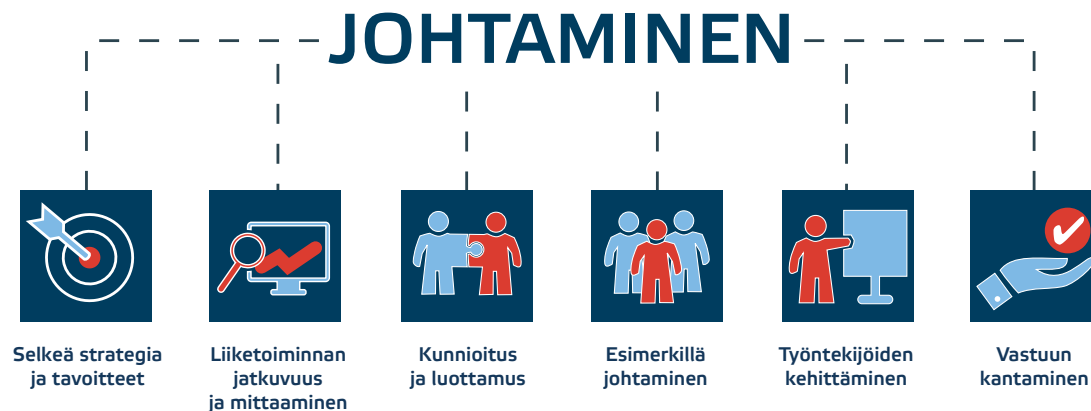 JOHTAMINEN
Selkeä strategia
ja tavoitteet
Liiketoiminnan
jatkuvuus
ja mittaaminen
Kunnioitus
ja luottamus
Esimerkillä
johtaminen
Työntekijöiden
kehittäminen
Vastuun
kantaminen